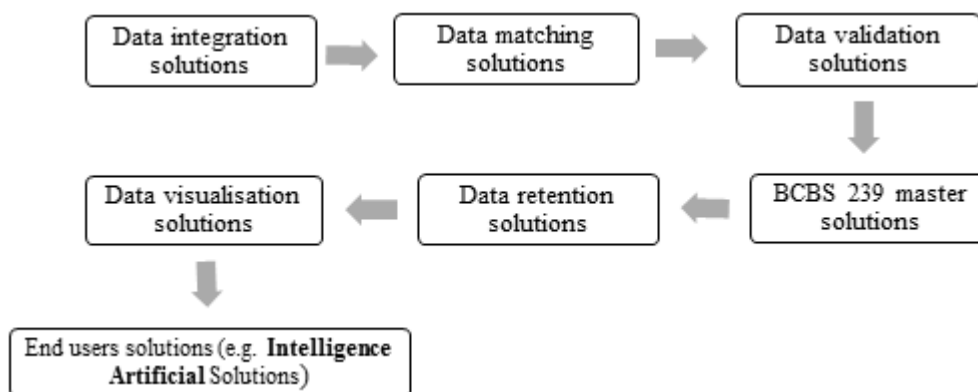 Data integration
solutions
Data matching
solutions
Data validation
solutions
BCBS 239 master
solutions
Data retention
solutions
Data visualisation
solutions
End users solutions (e.g. Intelligence
Artificial Solutions)